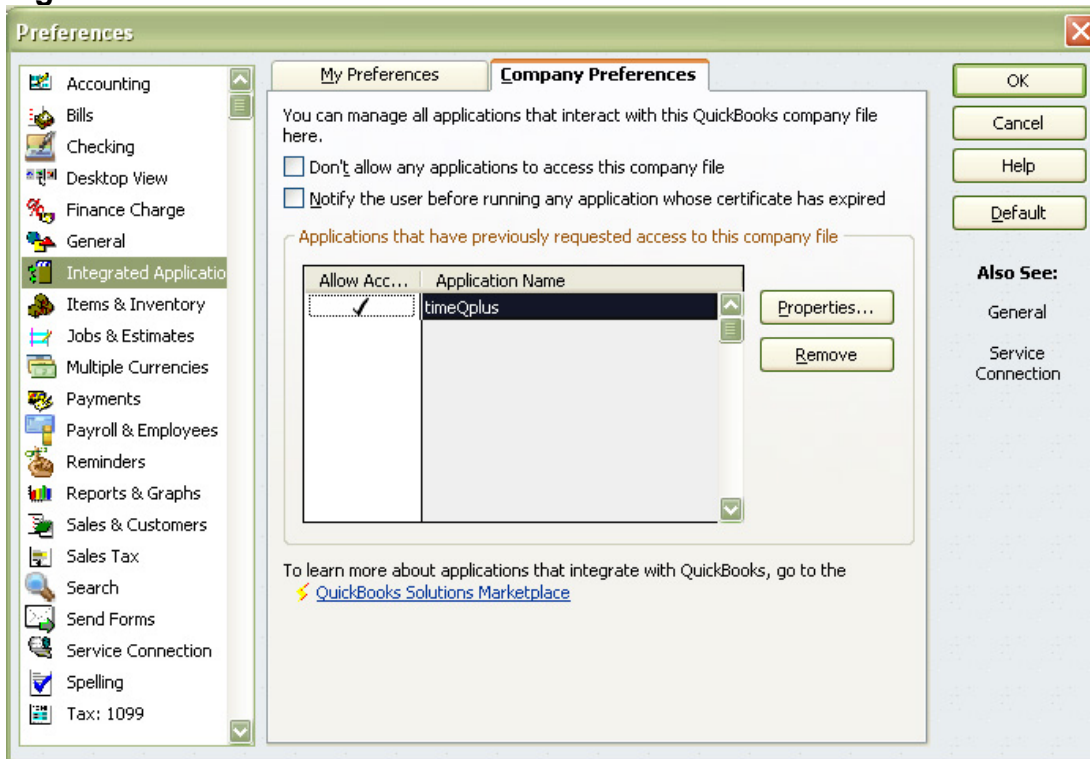 Preferences
Accounting
Bills
Checking
Desktop View
Finance Charge
General
Integrated Applicatio
Items & Inventory
Jobs & Estimates
Multiple Currencies
Payments
Payroll & Employees
Reminders
Reports & Graphs
Sales & Customers
Sales Tax
Search
Send Forms
Service Connection
Spelling
Tax: 1099
My Preferences
Company Preferences
You can manage all applications that interact with this QuickBooks company file
here.
Don't allow any applications to access this company file
Notify the user before running any application whose certificate has expired
Applications that have previously requested access to this company file
Allow Acc... Application Name
timeQplus
Properties...
Remove
To learn more about applications that integrate with QuickBooks, go to the
QuickBooks Solutions Marketplace
OK
Cancel
Help
Default
Also See:
General
Service
Connection